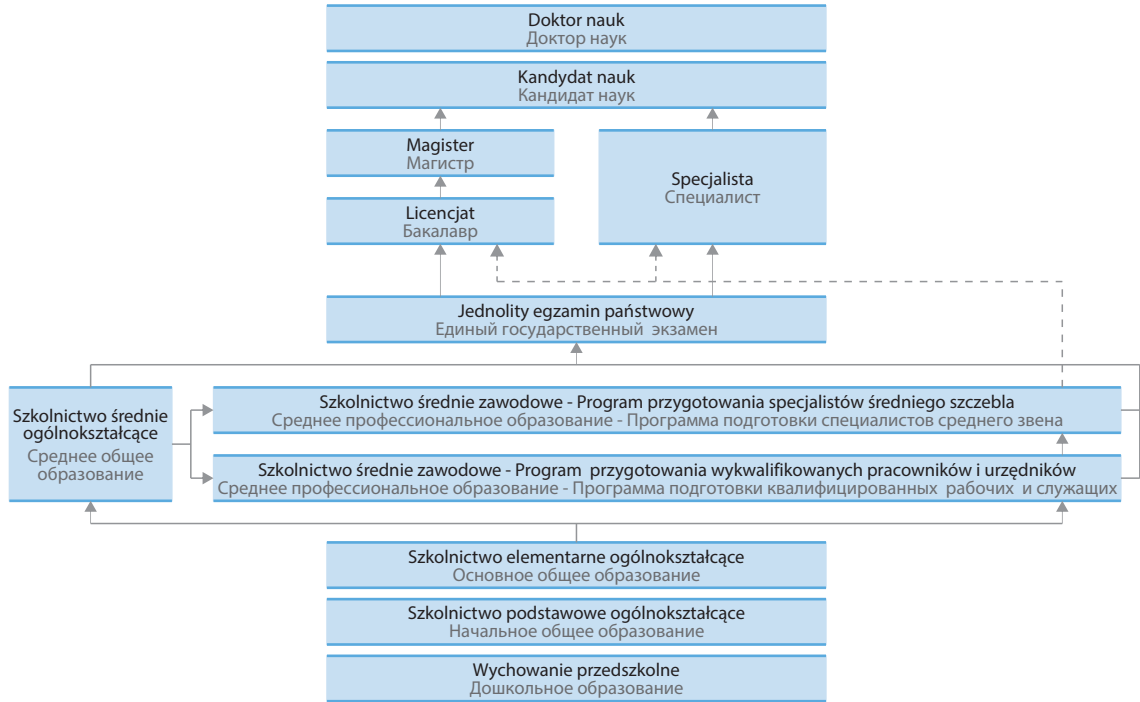 Doktor nauk
Доктор наук
Kandydat nauk
Кандидат наук
Magister
Магистр
Specjalista
Специалист
Licencjat
Бакалавр
Jednolity egzamin państwowy
Единый государственный экзамен
Szkolnictwo średnie
ogólnokształcące
Среднее общее
образование
Szkolnictwo średnie zawodowe - Program przygotowania specjalistów średniego szczebla
Среднее профессиональное образование - Программа подготовки специалистов среднего звена
Szkolnictwo średnie zawodowe - Program przygotowania wykwalifikowanych pracowników i urzędników
Среднее профессиональное образование - Программа подготовки квалифицированных рабочих и служащих
Szkolnictwo elementarne ogólnokształcące
Основное общее образование
Szkolnictwo podstawowe ogólnokształcące
Начальное общее образование
Wychowanie przedszkolne
Дошкольное образование